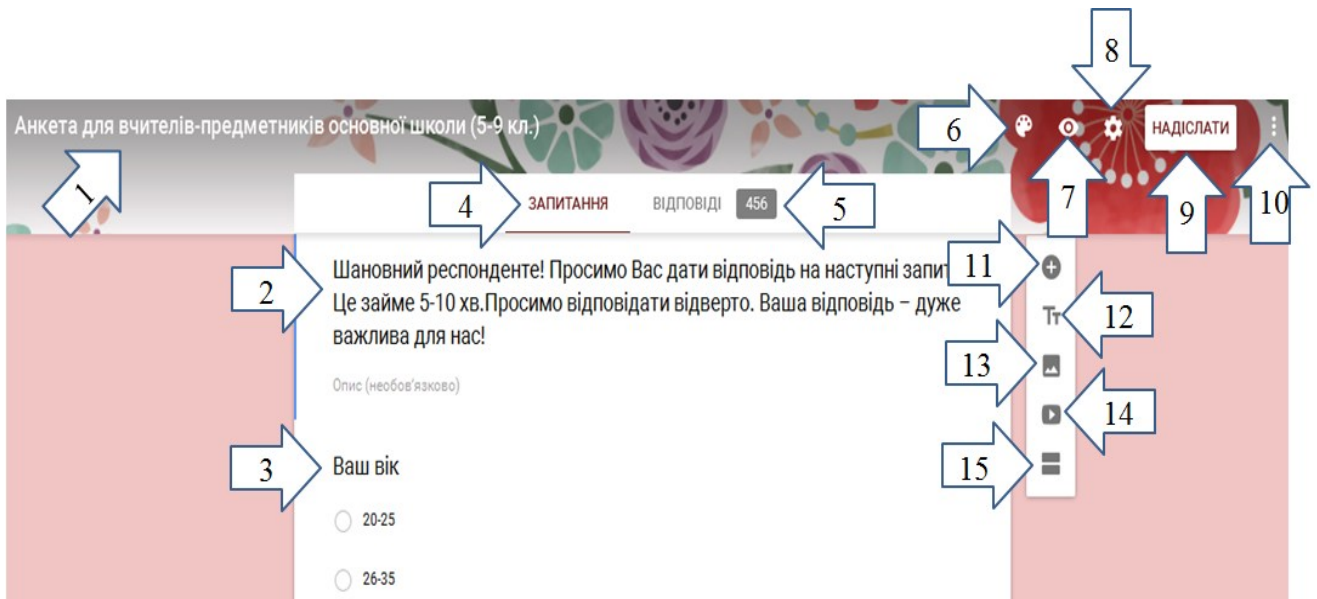 8
Анкета для вчителів-предметників основної школи (5-9 кл.)
6
НАДІСЛАТИ
1
4
ЗАПИТАННЯ
ВІДПОВІДІ
456
5
7
9
10
Шановний респонденте! Просимо Вас дати відповідь на наступні запит
11
2
Це займе 5-10 хв.Просимо відповідати відверто. Ваша відповідь – дуже
Тт
12
важлива для нас!
13
Опис (необов'язково)
14
3
Ваш вік
15
20-25
26-35